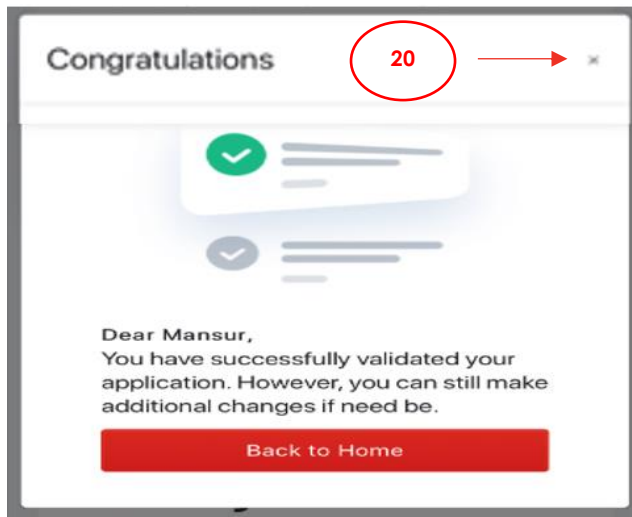 Congratulations
20
×
Dear Mansur,
You have successfully validated your
application. However, you can still make
additional changes if need be.
Back to Home